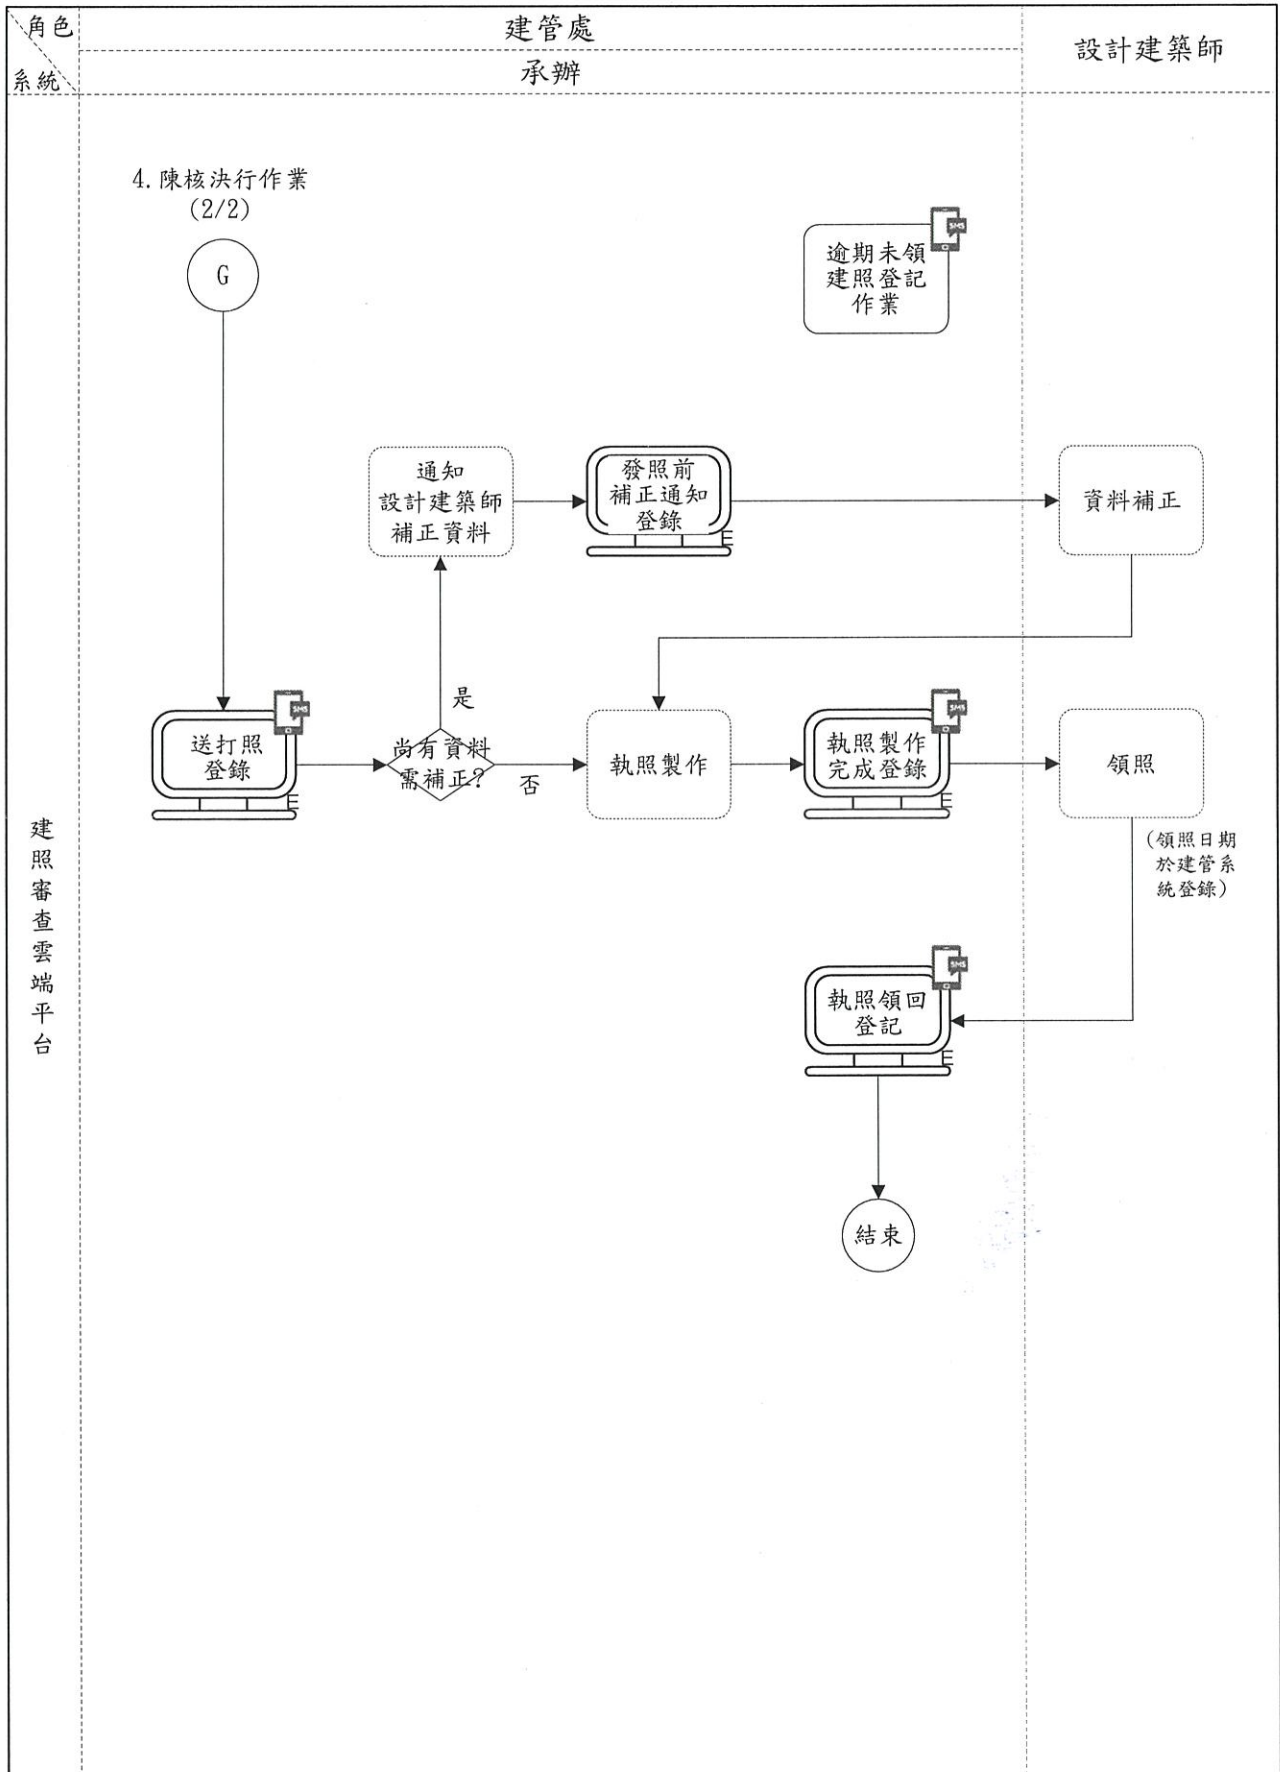 角色
系統
建管處
承辦
設計建築師
4.陳核決行作業
(2/2)
G
SMS
逾期未領
建照登記
作業
通知
設計建築師
補正資料
發照前
補正通知
登錄
E
資料補正
是
SMS
送打照
登錄
E
尚有資料
需補正?
否
執照製作
SMS
執照製作
完成登錄
E
領照
(領照日期
於建管系
統登錄)
建
照
審
查
雲
端
平
台
SMS
執照領回
登記
E
結束